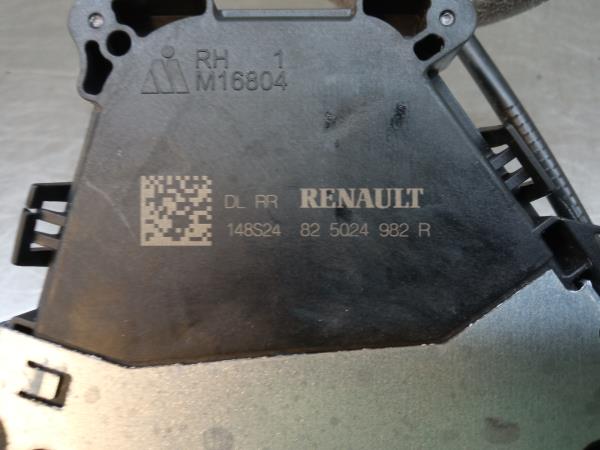 RH 1
M16804
DL RR RENAULT
148S24 82 5024 982 R